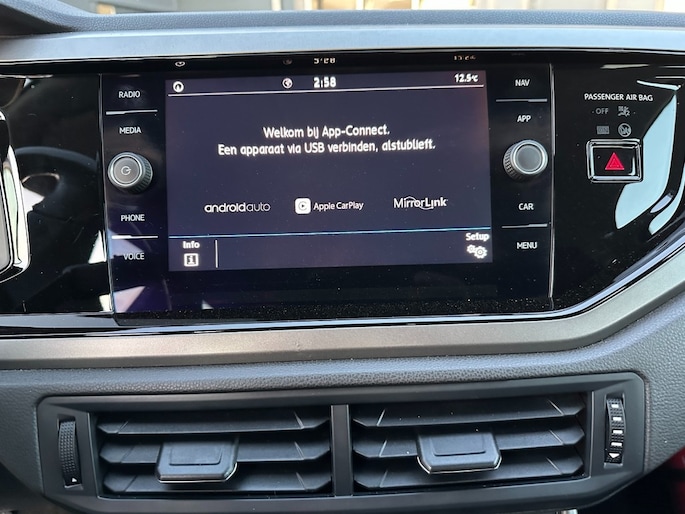 2:58
12.5°C
RADIO
NAV
PASSENGER AIR BAG
OFF
MEDIA
APP
Welkom bij App-Connect.
Een apparaat via USB verbinden, alstublieft.
androidauto
Apple CarPlay
MirrorLink
PHONE
CAR
VOICE
MENU
Info
Setup